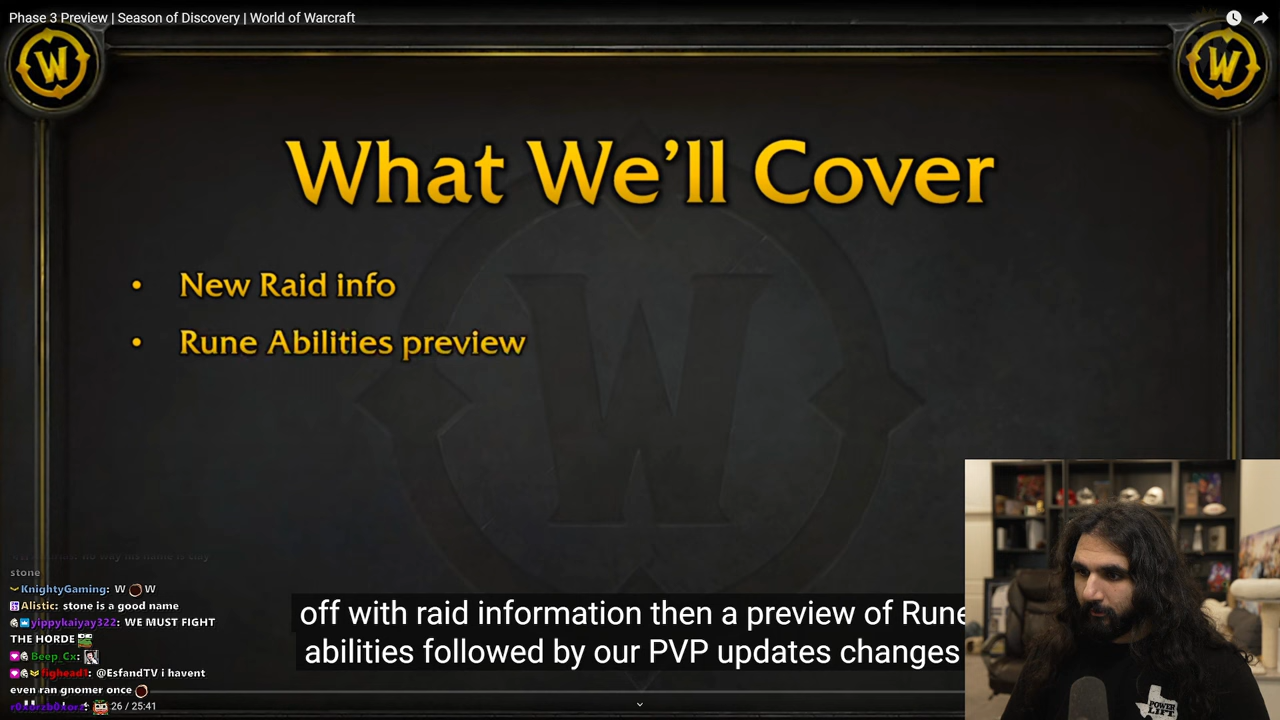 Phase 3 Preview | Season of Discovery | World of Warcraft
What We'll Cover
• New Raid info
• Rune Abilities preview
stone
KnightyGaming: W W
Alistic: stone is a good name
yippykaiyay322: WE MUST FIGHT
THE HORDE
Beep_Cx:
fighead1: @EsfandTV i havent
even ran gnomer once
26 / 25:41
off with raid information then a preview of Rune
abilities followed by our PVP updates changes
POWER
LIFT